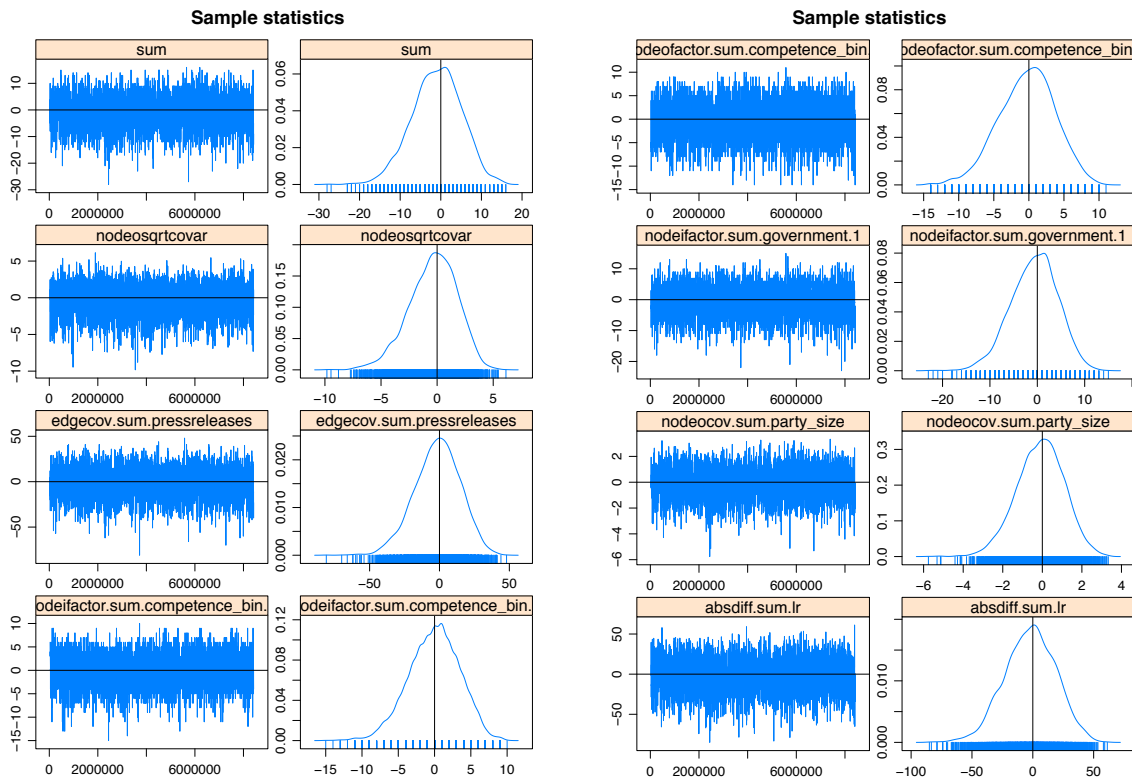 Sample statistics
sum
sum
-30 -20 -10 0 10
0.00 0.02 0.04 0.06
0 2000000 6000000
-30 -20 -10 0 10 20
nodeosqrtcovar
nodeosqrtcovar
-10 -5 0 5
0.00 0.05 0.10 0.15
0 2000000 6000000
-10 -5 0 5
edgecov.sum.pressreleases
edgecov.sum.pressreleases
-50 0 50
0.000 0.010 0.020
0 2000000 6000000
-50 0 50
odeifactor.sum.competence_bin.
odeifactor.sum.competence_bin.
-15 -10 -5 0 5 10
0.00 0.04 0.08 0.12
0 2000000 6000000
-15 -10 -5 0 5 10
Sample statistics
odeofactor.sum.competence_bin.
odeofactor.sum.competence_bin
-15 -10 -5 0 5 10
0.00 0.04 0.08
0 2000000 6000000
-15 -10 -5 0 5 10
nodeifactor.sum.government.1
nodeifactor.sum.government.1
-20 -10 0 10
0.00 0.02 0.04 0.06 0.08
0 2000000 6000000
-20 -10 0 10
nodeocov.sum.party_size
nodeocov.sum.party_size
-6 -4 -2 0 2
0.0 0.1 0.2 0.3
0 2000000 6000000
-6 -4 -2 0 2 4
absdiff.sum.lr
absdiff.sum.lr
-50 0 50
0.000 0.010
0 2000000 6000000
-100 -50 0 50